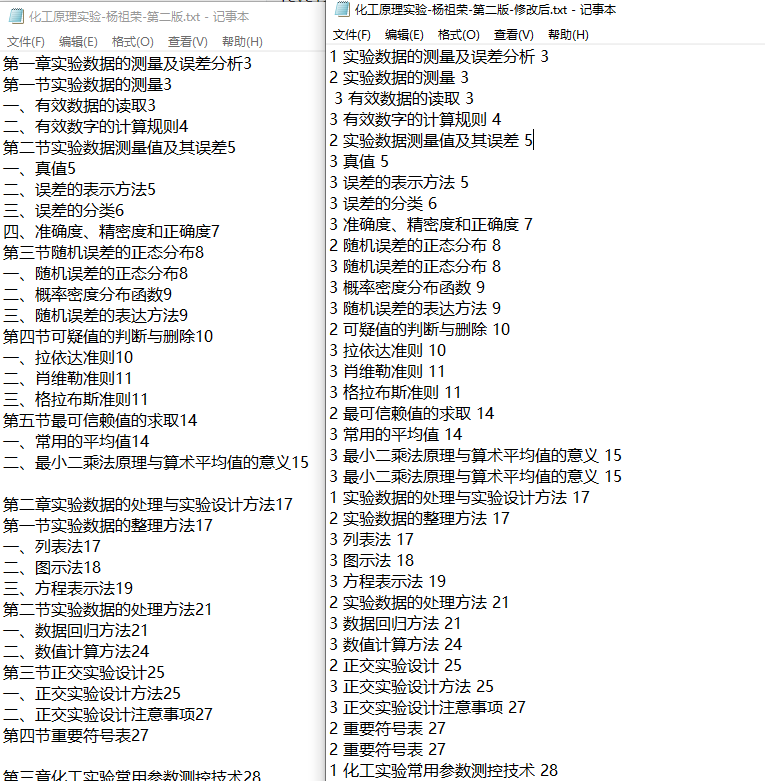 化工原理实验-杨祖荣-第二版.txt - 记事本
文件(F) 编辑(E) 格式(O) 查看(V) 帮助(H)
第一章实验数据的测量及误差分析3
第一节实验数据的测量3
一、有效数据的读取3
二、有效数字的计算规则4
第二节实验数据测量值及其误差5
一、真值5
二、误差的表示方法5
三、误差的分类6
四、准确度、精密度和正确度7
第三节随机误差的正态分布8
一、随机误差的正态分布8
二、概率密度分布函数9
三、随机误差的表达方法9
第四节可疑值的判断与删除10
一、拉依达准则10
二、肖维勒准则11
三、格拉布斯准则11
第五节最可信赖值的求取14
一、常用的平均值14
二、最小二乘法原理与算术平均值的意义15
第二章实验数据的处理与实验设计方法17
第一节实验数据的整理方法17
一、列表法17
二、图示法18
三、方程表示法19
第二节实验数据的处理方法21
一、数据回归方法21
二、数值计算方法24
第三节正交实验设计25
一、正交实验设计方法25
二、正交实验设计注意事项27
第四节重要符号表27
第三章化工实验常用参数测控技术28
化工原理实验-杨祖荣-第二版-修改后.txt - 记事本
文件(F) 编辑(E) 格式(O) 查看(V) 帮助(H)
1 实验数据的测量及误差分析 3
2 实验数据的测量 3
3 有效数据的读取 3
3 有效数字的计算规则 4
2 实验数据测量值及其误差 5
3 真值 5
3 误差的表示方法 5
3 误差的分类 6
3 准确度、精密度和正确度 7
2 随机误差的正态分布 8
3 随机误差的正态分布 8
3 概率密度分布函数 9
3 随机误差的表达方法 9
2 可疑值的判断与删除 10
3 拉依达准则 10
3 肖维勒准则 11
3 格拉布斯准则 11
2 最可信赖值的求取 14
3 常用的平均值 14
3 最小二乘法原理与算术平均值的意义 15
3 最小二乘法原理与算术平均值的意义 15
1 实验数据的处理与实验设计方法 17
2 实验数据的整理方法 17
3 列表法 17
3 图示法 18
3 方程表示法 19
2 实验数据的处理方法 21
3 数据回归方法 21
3 数值计算方法 24
2 正交实验设计 25
3 正交实验设计方法 25
3 正交实验设计注意事项 27
2 重要符号表 27
2 重要符号表 27
1 化工实验常用参数测控技术 28